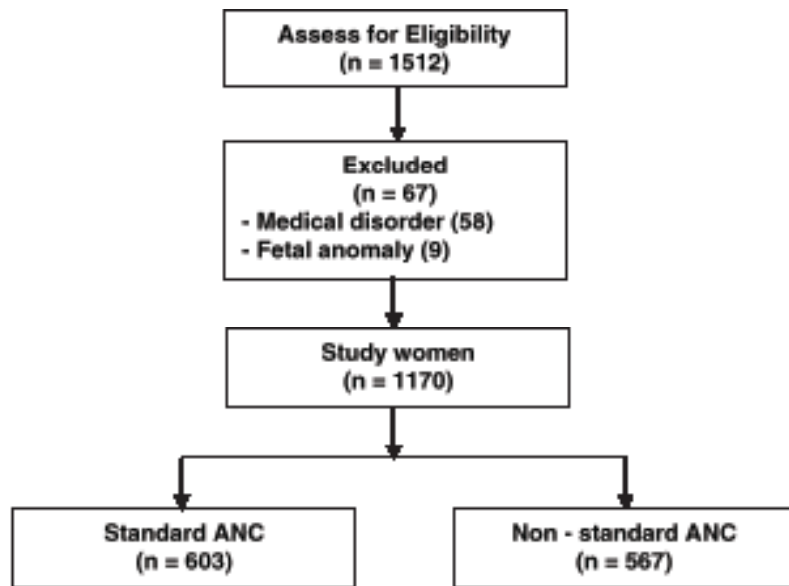 Assess for Eligibility
(n = 1512)
Excluded
(n = 67)
- Medical disorder (58)
- Fetal anomaly (9)
Study women
(n = 1170)
Standard ANC
(n = 603)
Non - standard ANC
(n = 567)